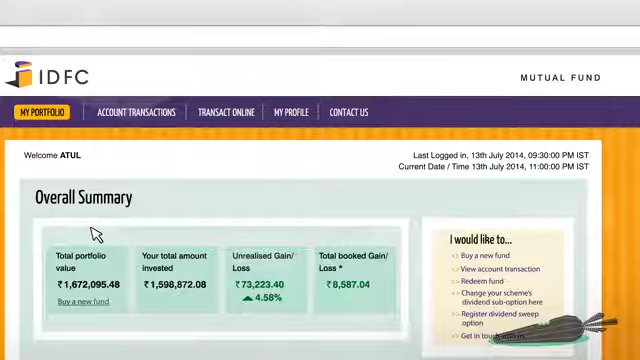 IDFC
MUTUAL FUND
MY PORTFOLIO
ACCOUNT TRANSACTIONS
TRANSACT ONLINE
MY PROFILE
CONTACT US
Welcome ATUL
Last Logged in, 13th July 2014, 09:30:00 PM IST
Current Date / Time 13th July 2014, 11:00:00 PM IST
Overall Summary
Total portfolio
value
₹1,672,095.48
Buy a new fund.
Your total amount
invested
₹1,598,872.08
Unrealised Gain/
Loss
₹73,223.40
4.58%
Total booked Gain/
Loss *
₹8,587.04
I would like to...
>> Buy a new fund
>> View account transaction
>> Redeem fund
>> Change your scheme's
dividend sub-option here
>> Register dividend sweep
option
>> Get in touch